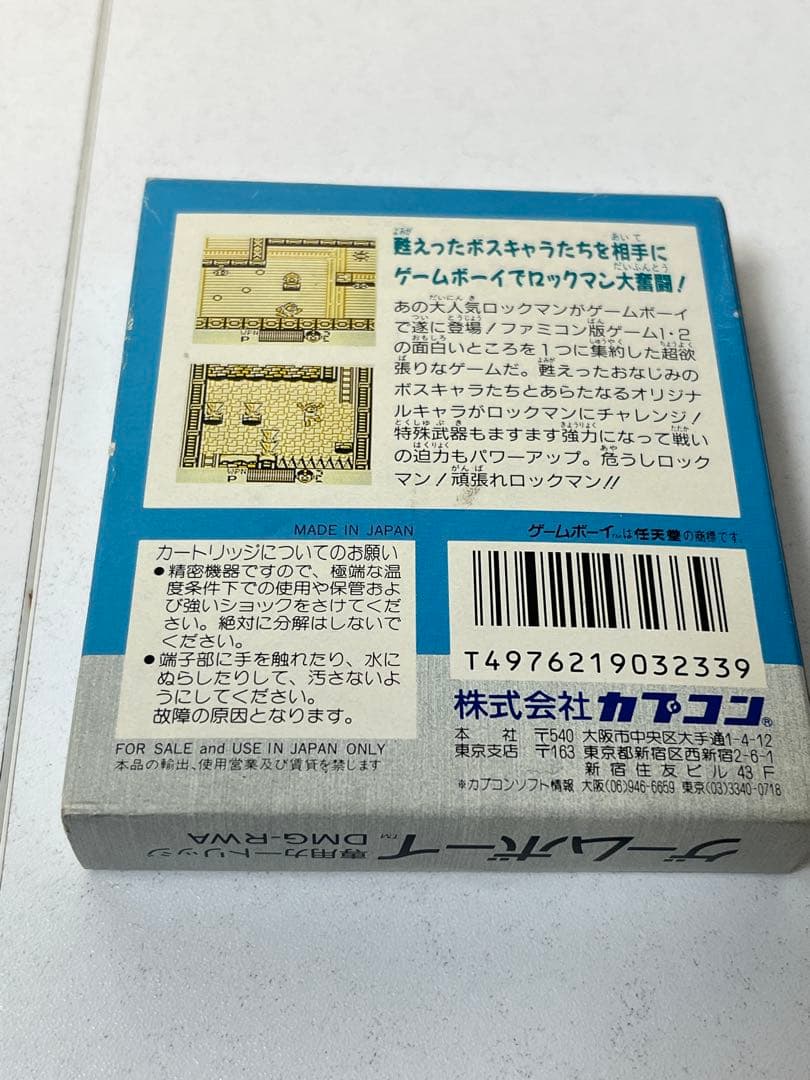 甦えったボスキャラたちを相手に
ゲームボーイでロックマン大奮闘!
あの大人気ロックマンがゲームボーイ
で遂に登場!ファミコン版ゲーム1・2
の面白いところを1つに集約した超欲
張りなゲームだ。甦えったおなじみの
ボスキャラたちとあらたなるオリジナ
ルキャラがロックマンにチャレンジ!
特殊武器もますます強力になって戦い
の迫力もパワーアップ。危うしロック
マン!頑張れロックマン!!
MADE IN JAPAN
ゲームボーイ™は任天堂の商標です。
カートリッジについてのお願い
●精密機器ですので、極端な温
度条件下での使用や保管およ
び強いショックをさけてくだ
さい。絶対に分解はしないで
ください。
●端子部に手を触れたり、水に
ぬらしたりして、汚さないよ
うにしてください。
故障の原因となります。
FOR SALE and USE IN JAPAN ONLY
本品の輸出、使用営業及び賃貸を禁じます
T4976219032339
株式会社カプコン®
本社 〒540 大阪市中央区大手通1-4-12
東京支店 〒163 東京都新宿区西新宿2-6-1
新宿住友ビル 43F
※カプコンソフト情報 大阪(06)946-6659 東京(03)3340-0718
ゲームボーイ™専用カートリッジ
DMG-RWA